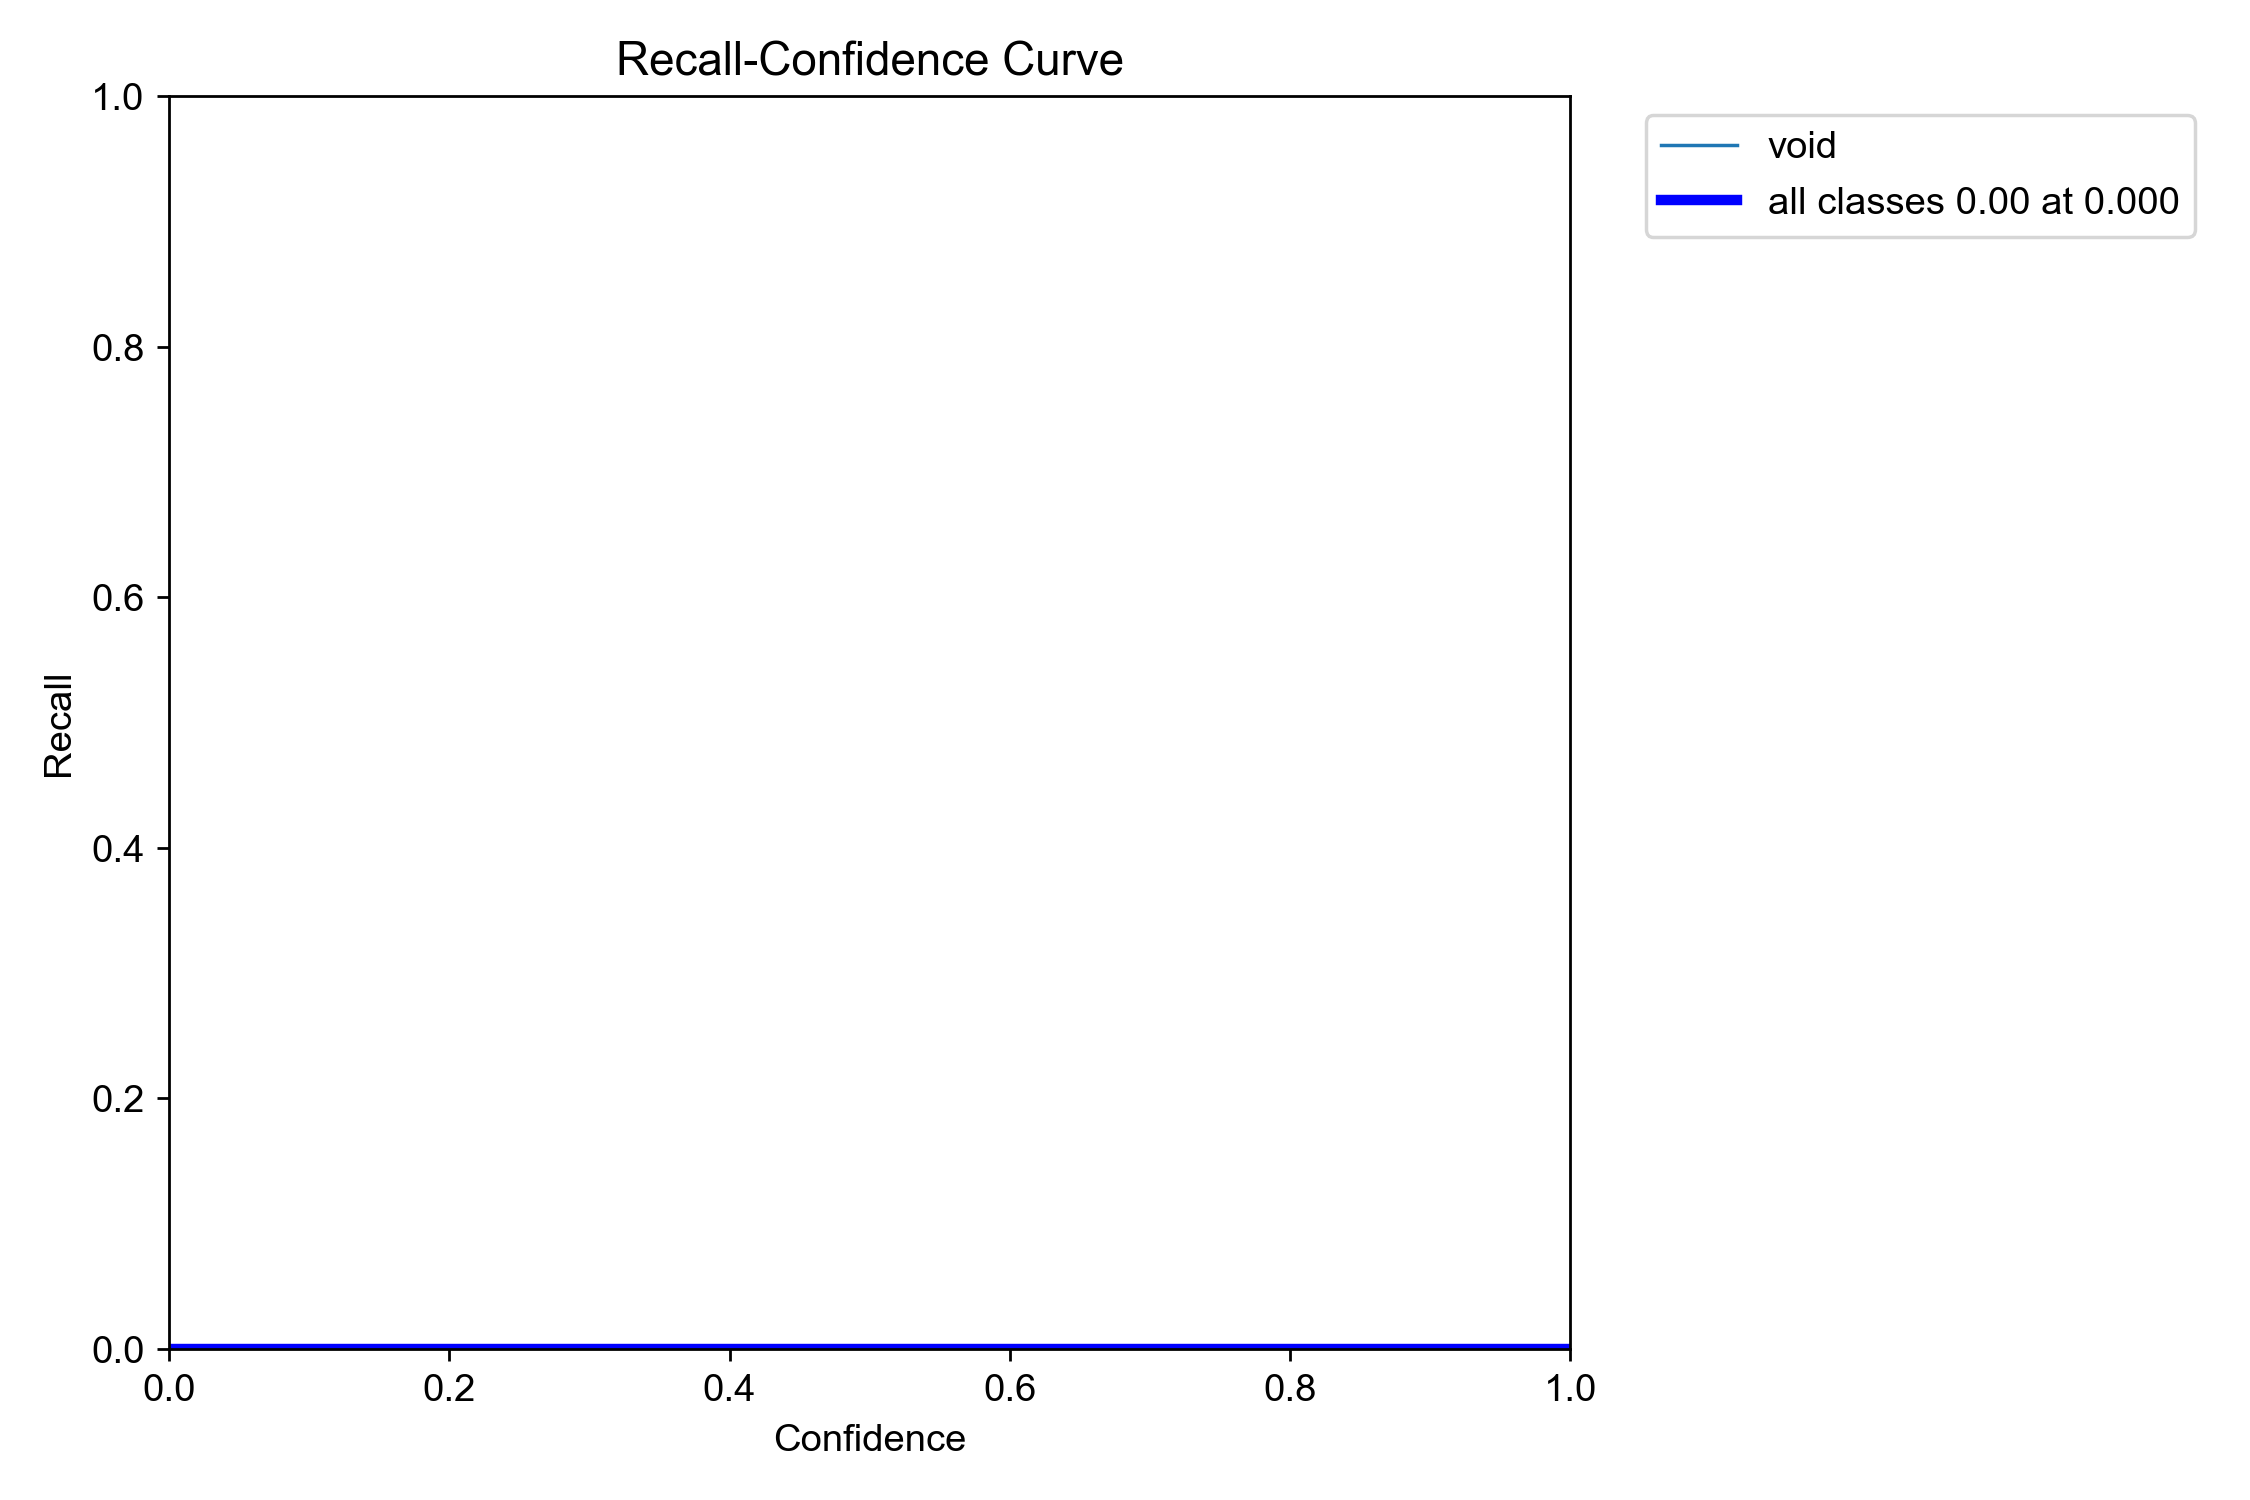 Recall-Confidence Curve
1.0
0.8
0.6
0.4
0.2
0.0
Recall
0.0 0.2 0.4 0.6 0.8 1.0
Confidence
void
all classes 0.00 at 0.000